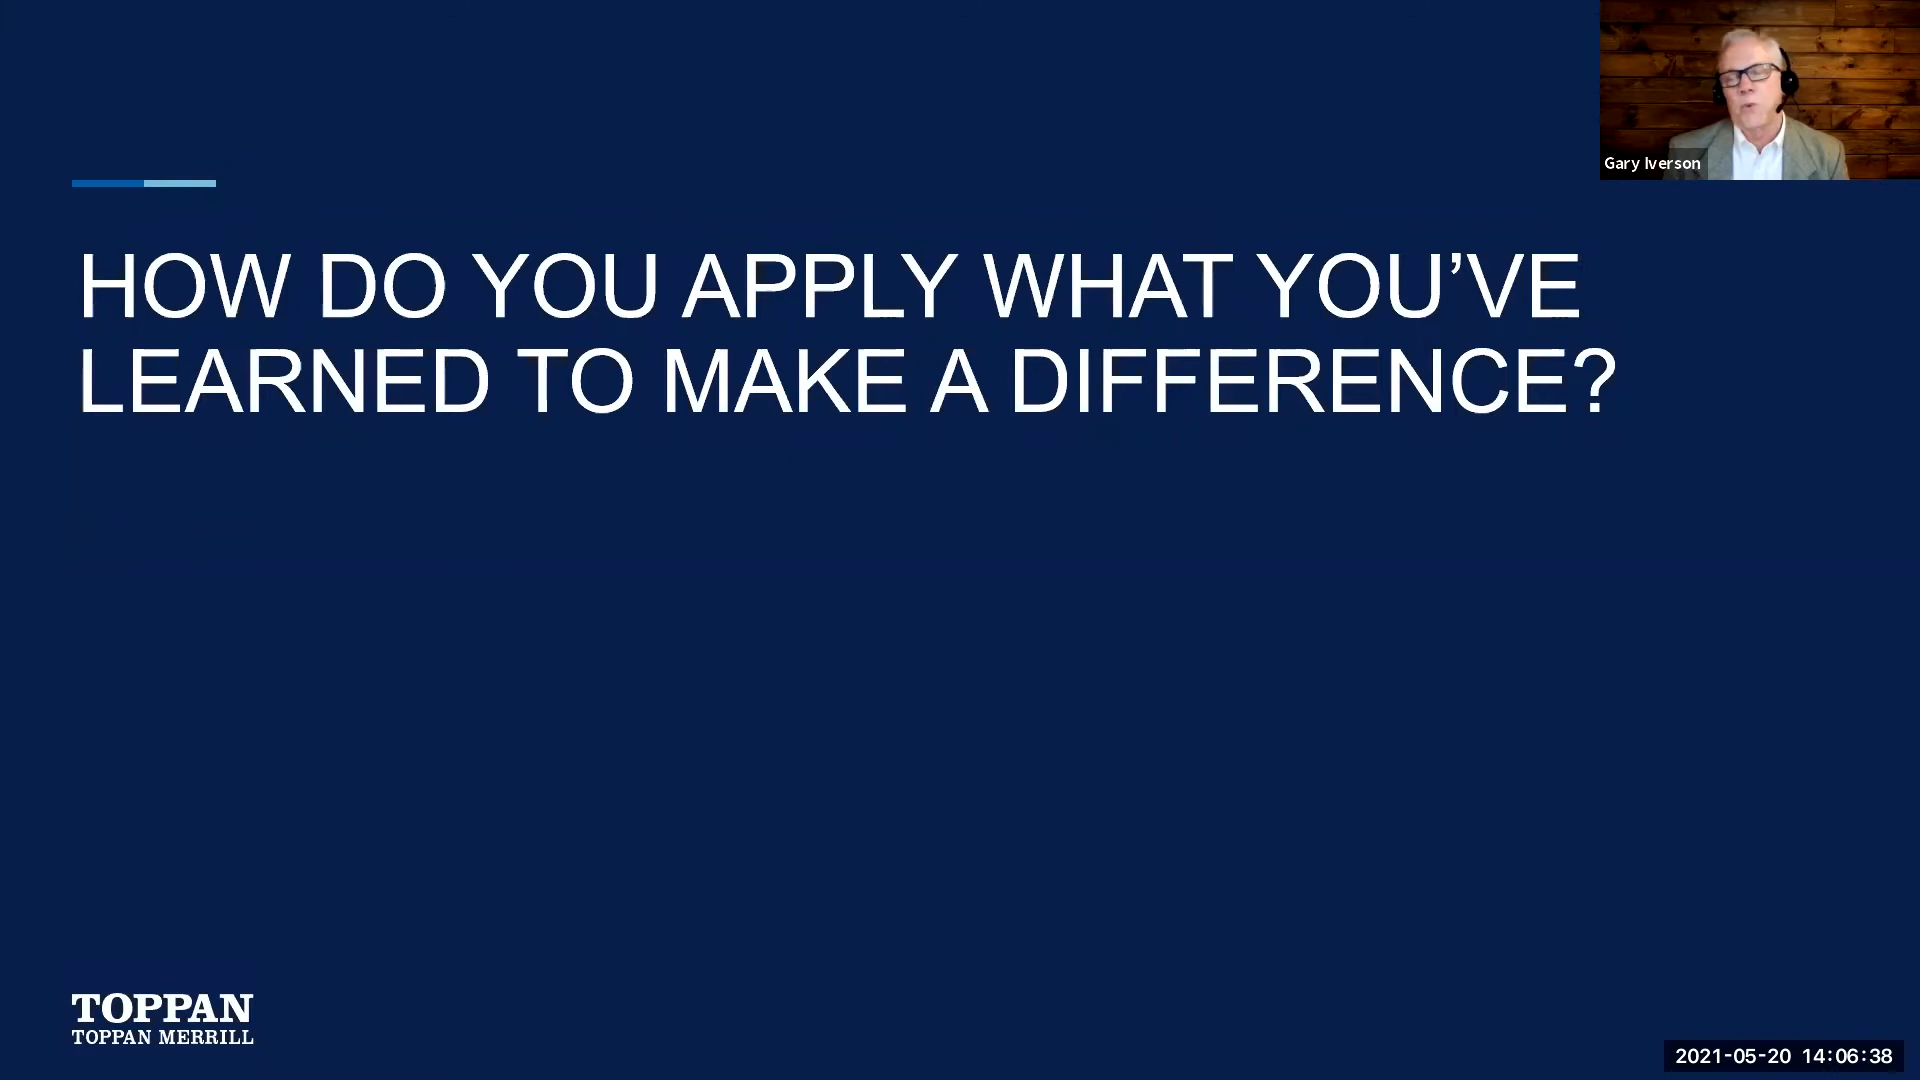 Gary Iverson
HOW DO YOU APPLY WHAT YOU’VE
LEARNED TO MAKE A DIFFERENCE?
TOPPAN
TOPPAN MERRILL
2021-05-20 14:06:38